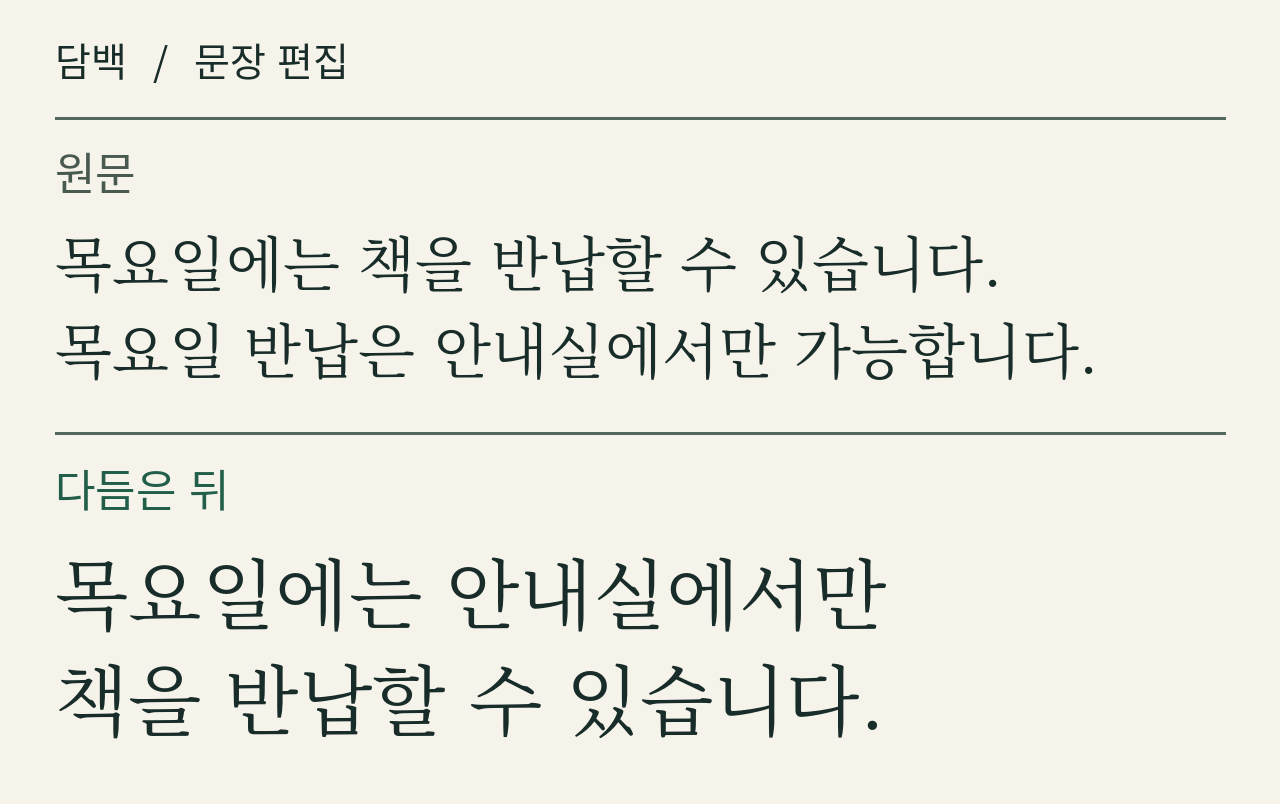 담백 / 문장 편집
원문
목요일에는 책을 반납할 수 있습니다.
목요일 반납은 안내실에서만 가능합니다.
다듬은 뒤
목요일에는 안내실에서만
책을 반납할 수 있습니다.